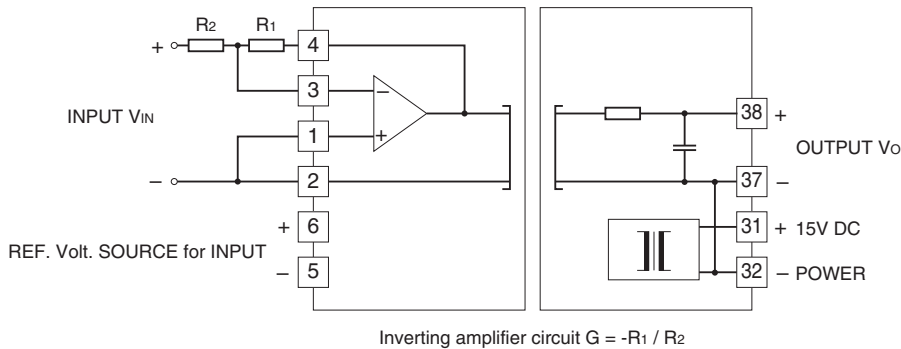 R2 R1
+ 4
3 −
INPUT VIN
1 +
− 2
+ 6
REF. Volt. SOURCE for INPUT
− 5
38 +
OUTPUT VO
37 −
31 + 15V DC
32 − POWER
Inverting amplifier circuit G = -R1 / R2